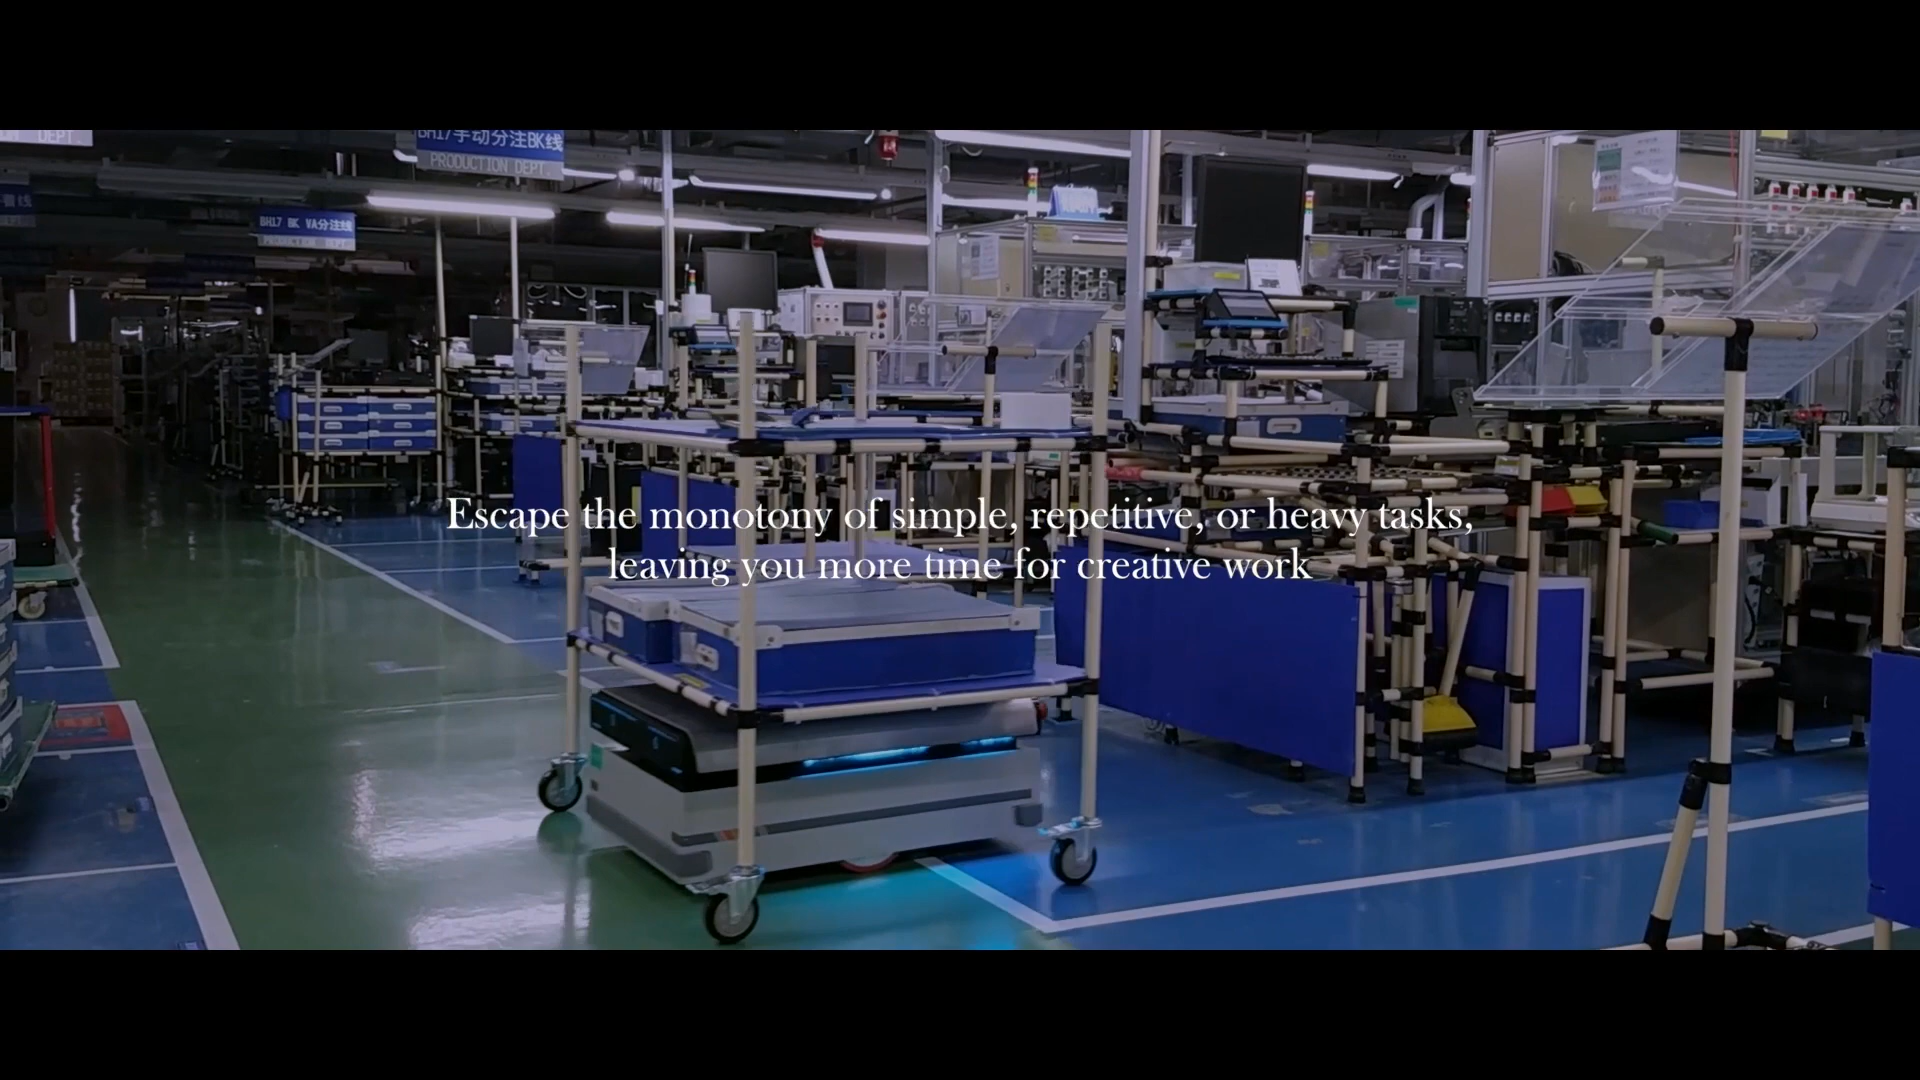 DEPT.
BH17手动分注BK线
PRODUCTION DEPT.
BH17 BK VA分注线
Escape the monotony of simple, repetitive, or heavy tasks,
leaving you more time for creative work